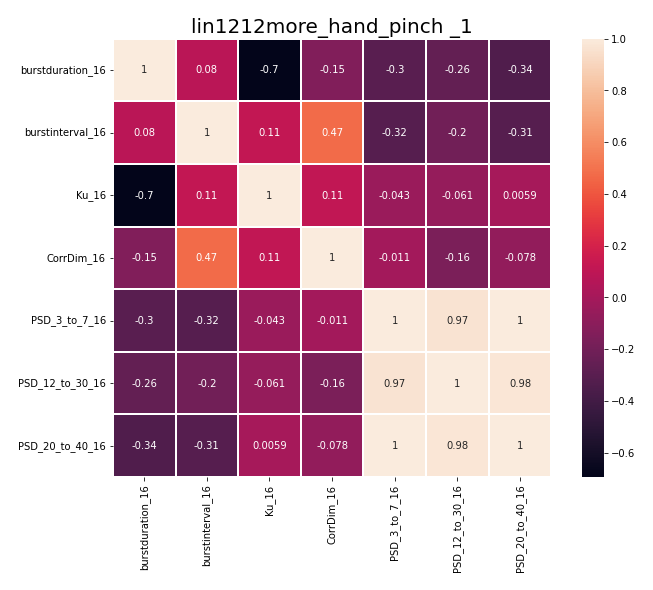 lin1212more_hand_pinch _1
burstduration_16 1 0.08 -0.7 -0.15 -0.3 -0.26 -0.34
burstinterval_16 0.08 1 0.11 0.47 -0.32 -0.2 -0.31
Ku_16 -0.7 0.11 1 0.11 -0.043 -0.061 0.0059
CorrDim_16 -0.15 0.47 0.11 1 -0.011 -0.16 -0.078
PSD_3_to_7_16 -0.3 -0.32 -0.043 -0.011 1 0.97 1
PSD_12_to_30_16 -0.26 -0.2 -0.061 -0.16 0.97 1 0.98
PSD_20_to_40_16 -0.34 -0.31 0.0059 -0.078 1 0.98 1
burstduration_16
burstinterval_16
Ku_16
CorrDim_16
PSD_3_to_7_16
PSD_12_to_30_16
PSD_20_to_40_16
1.0
0.8
0.6
0.4
0.2
0.0
−0.2
−0.4
−0.6